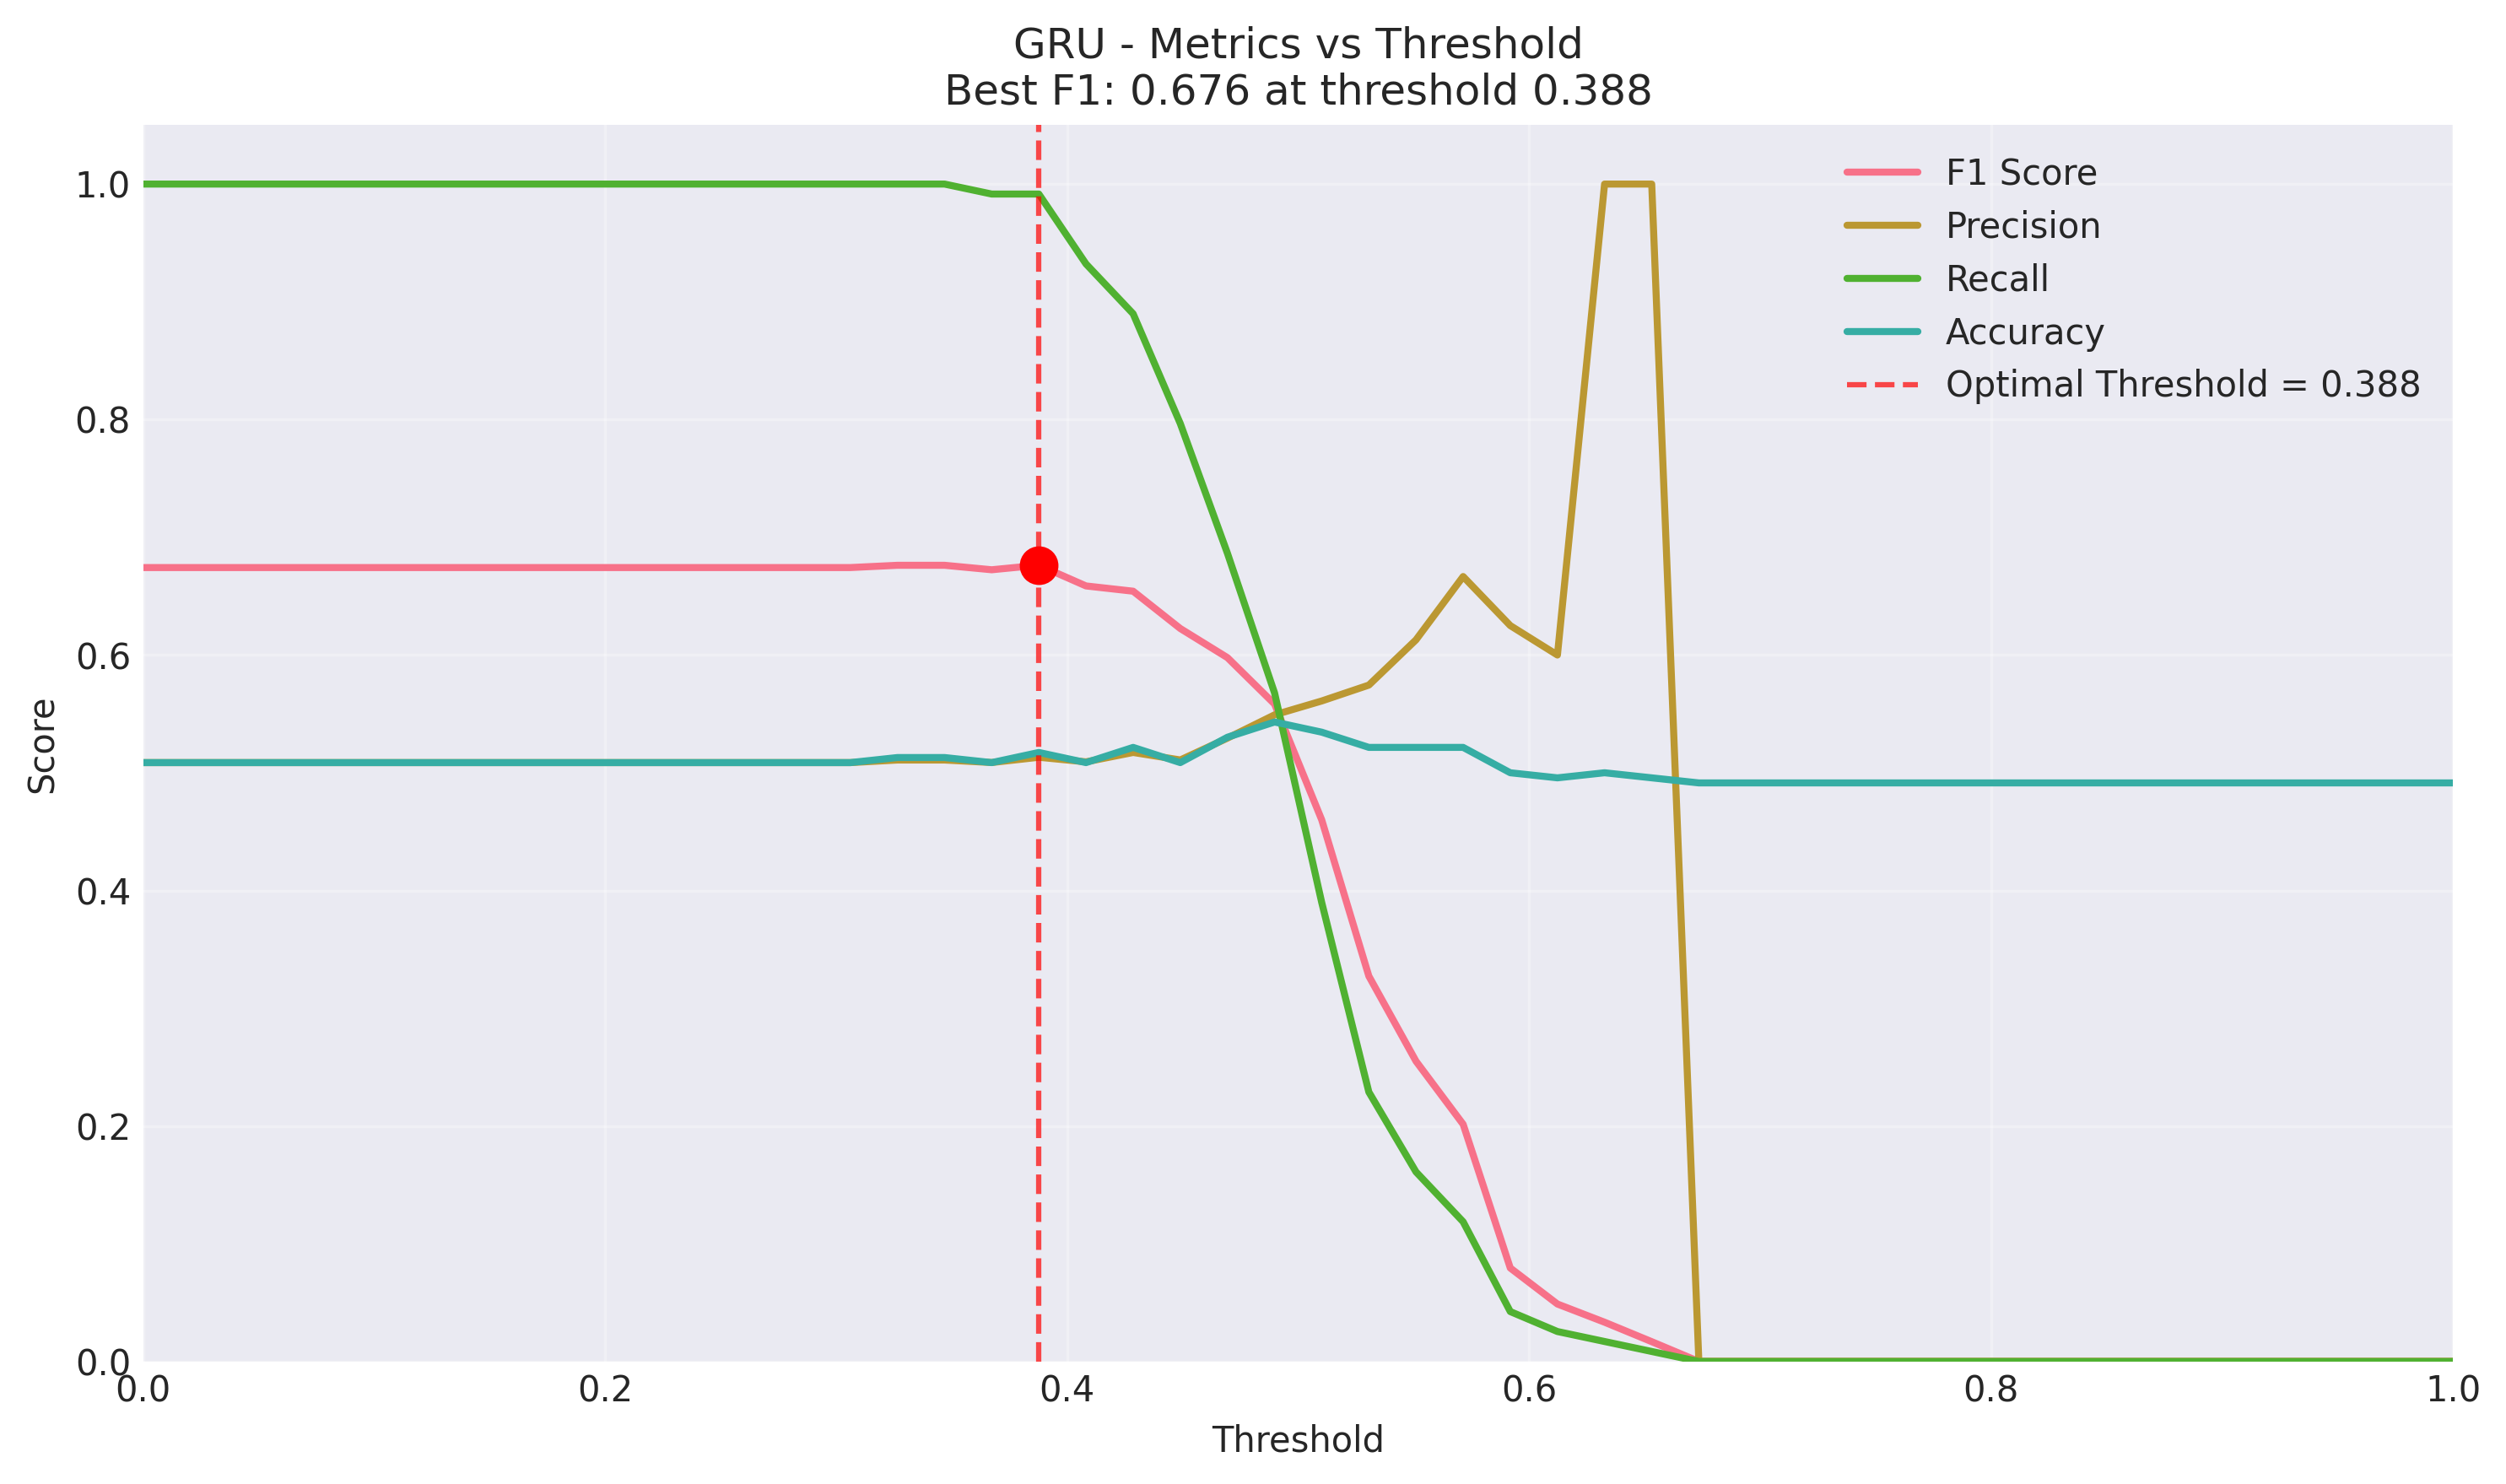 GRU - Metrics vs Threshold
Best F1: 0.676 at threshold 0.388
F1 Score
Precision
Recall
Accuracy
Optimal Threshold = 0.388
Score
1.0
0.8
0.6
0.4
0.2
0.0
0.0 0.2 0.4 0.6 0.8 1.0
Threshold